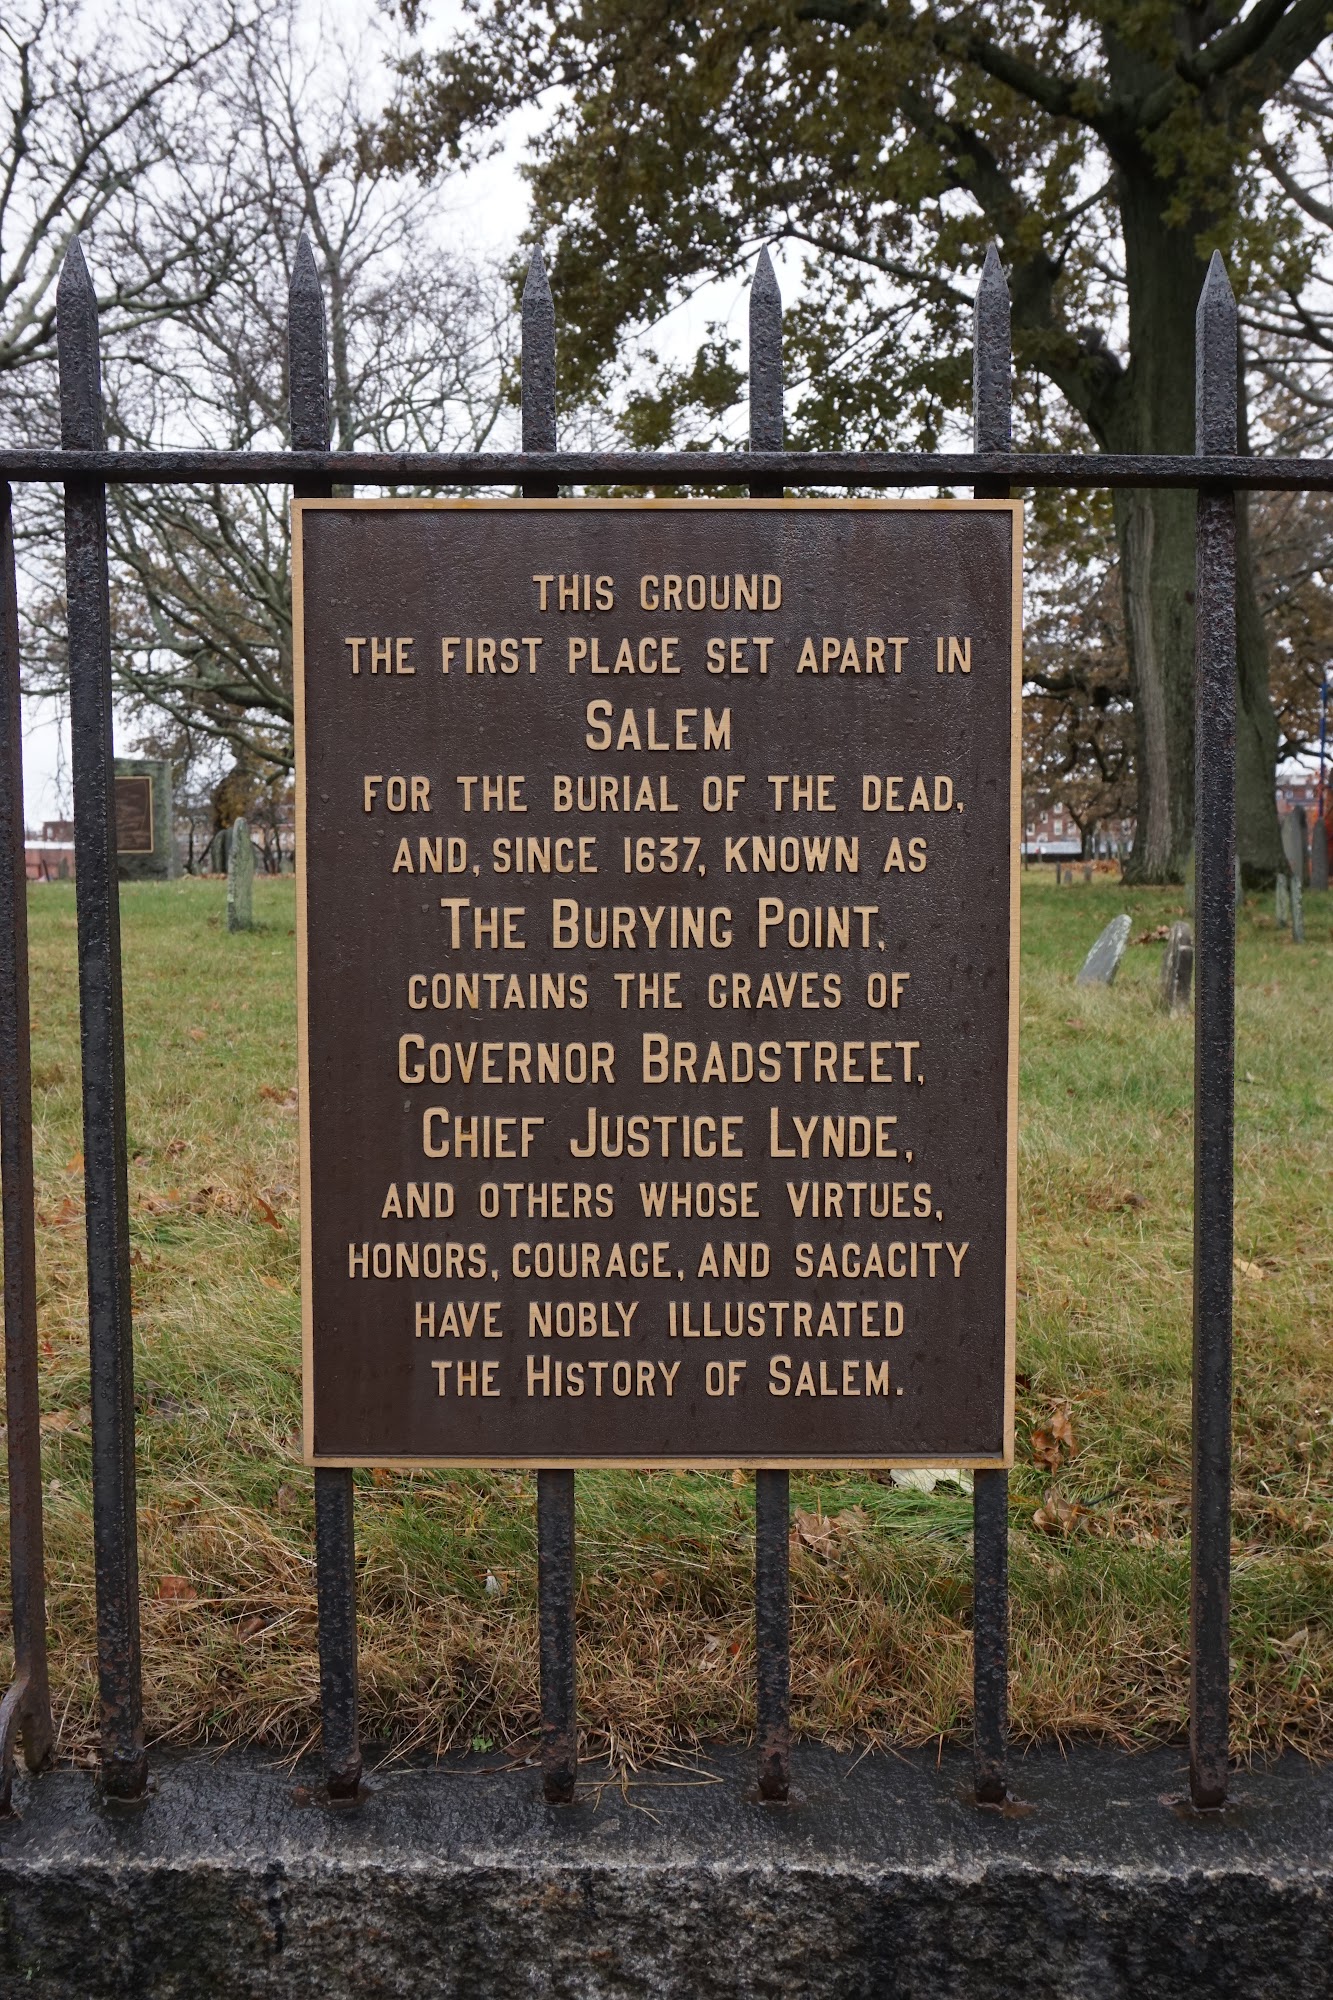 THIS GROUND
THE FIRST PLACE SET APART IN
SALEM
FOR THE BURIAL OF THE DEAD,
AND, SINCE 1637, KNOWN AS
THE BURYING POINT,
CONTAINS THE GRAVES OF
GOVERNOR BRADSTREET,
CHIEF JUSTICE LYNDE,
AND OTHERS WHOSE VIRTUES,
HONORS, COURAGE, AND SAGACITY
HAVE NOBLY ILLUSTRATED
THE HISTORY OF SALEM.